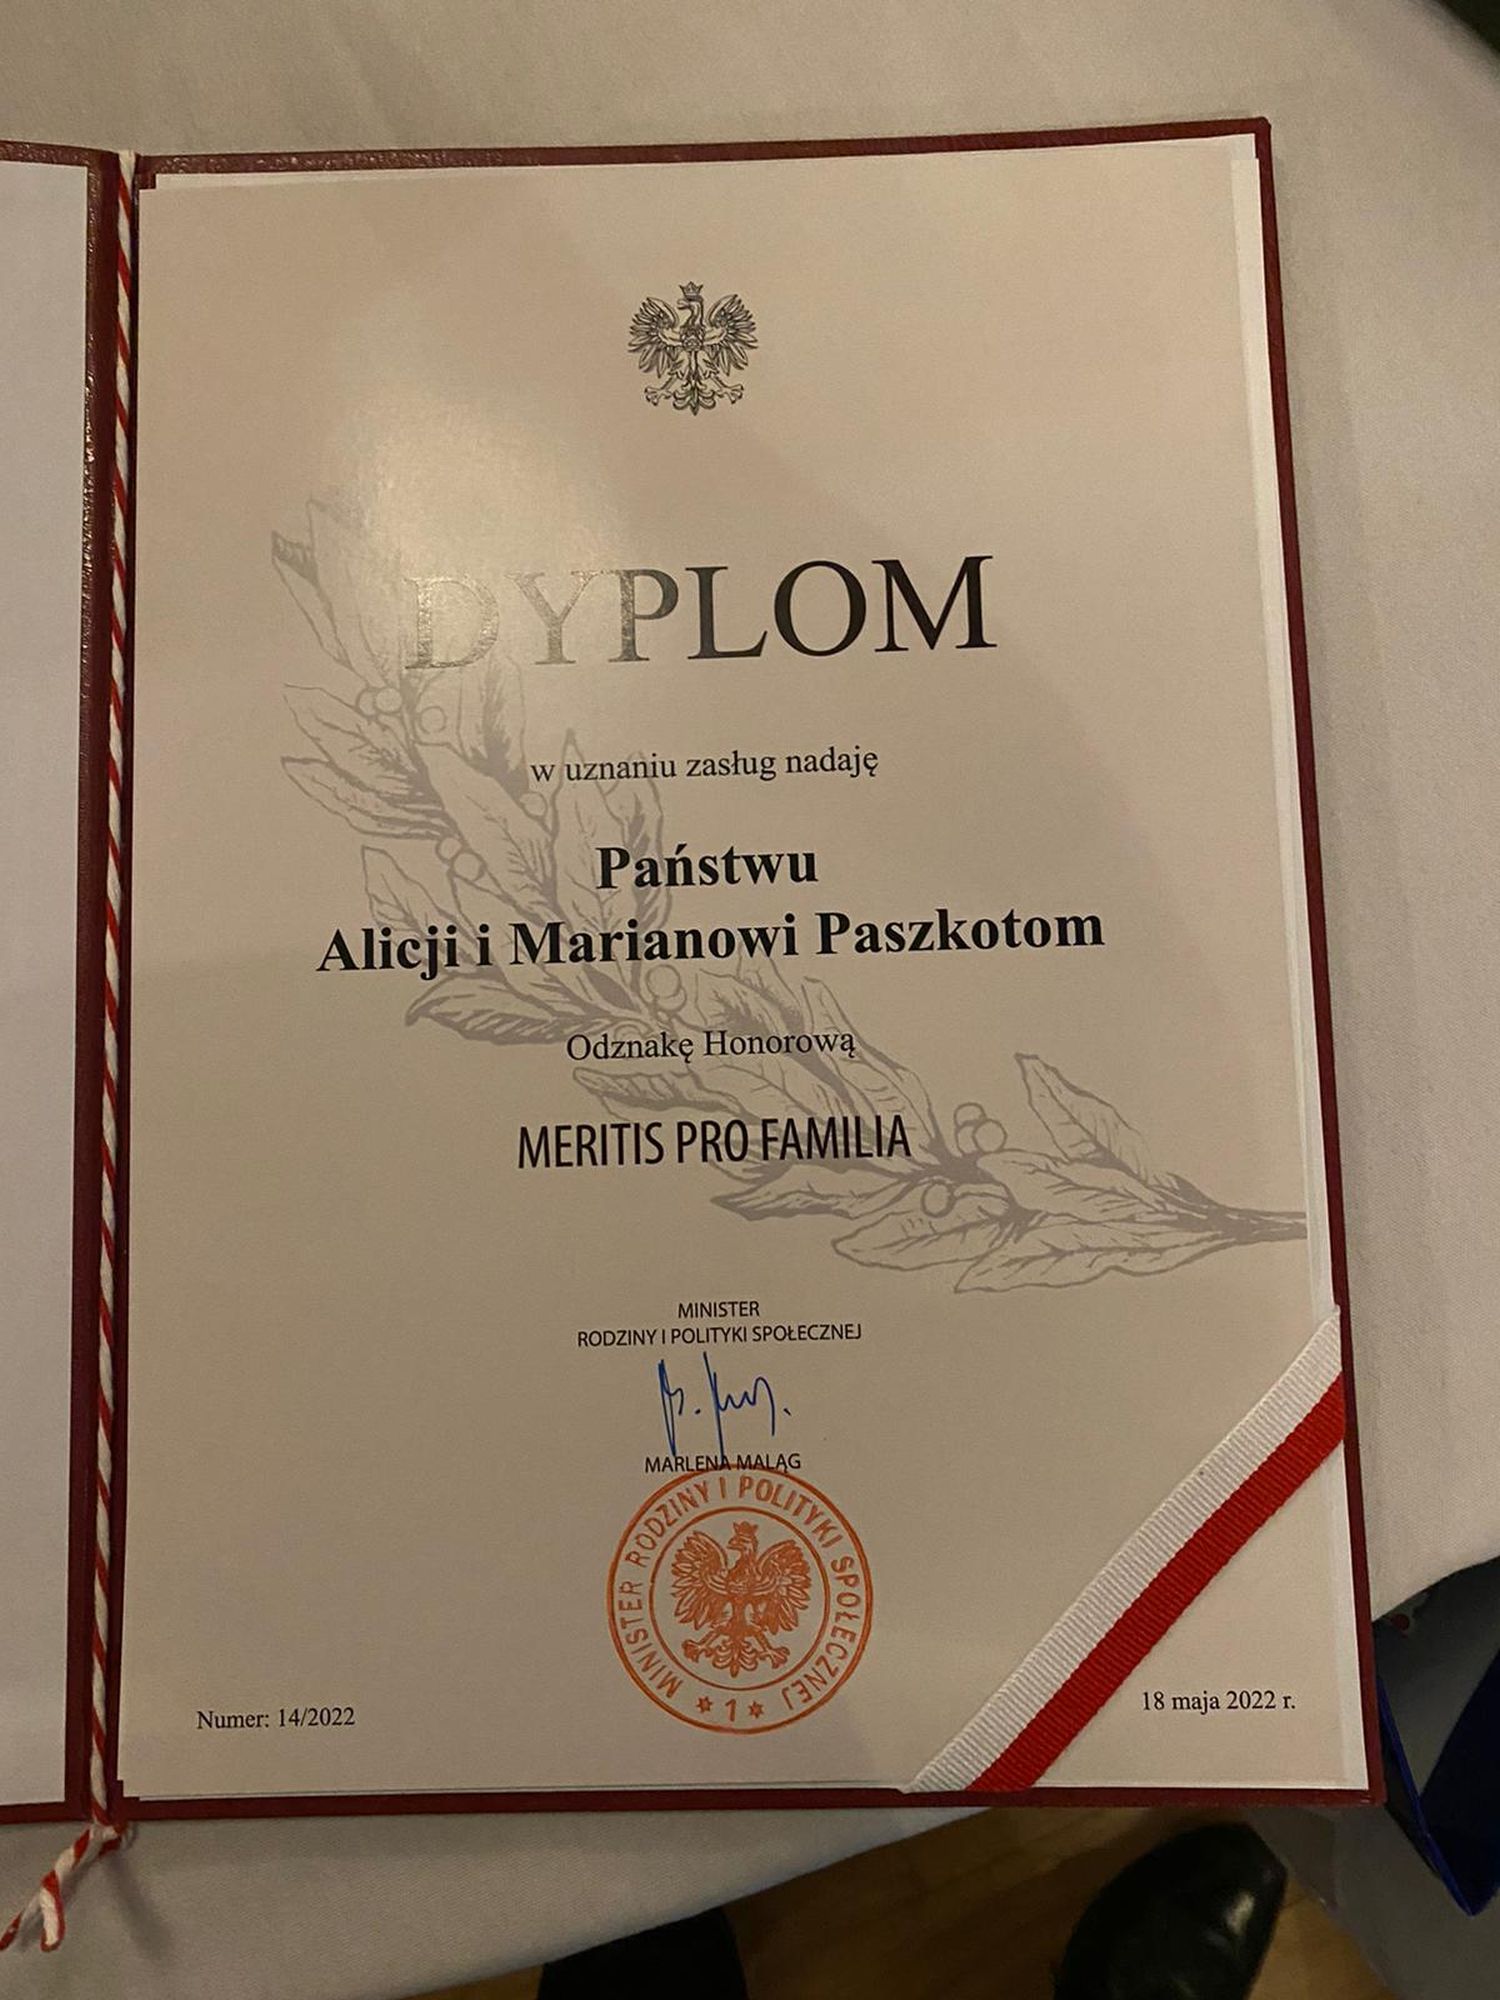 DYPLOM
w uznaniu zasług nadaję
Państwu
Alicji i Marianowi Paszkotom
Odznakę Honorową
MERITIS PRO FAMILIA
MINISTER
RODZINY I POLITYKI SPOŁECZNEJ
MARLENA MALĄG
MINISTER RODZINY I POLITYKI SPOŁECZNEJ
* 1 *
Numer: 14/2022
18 maja 2022 r.